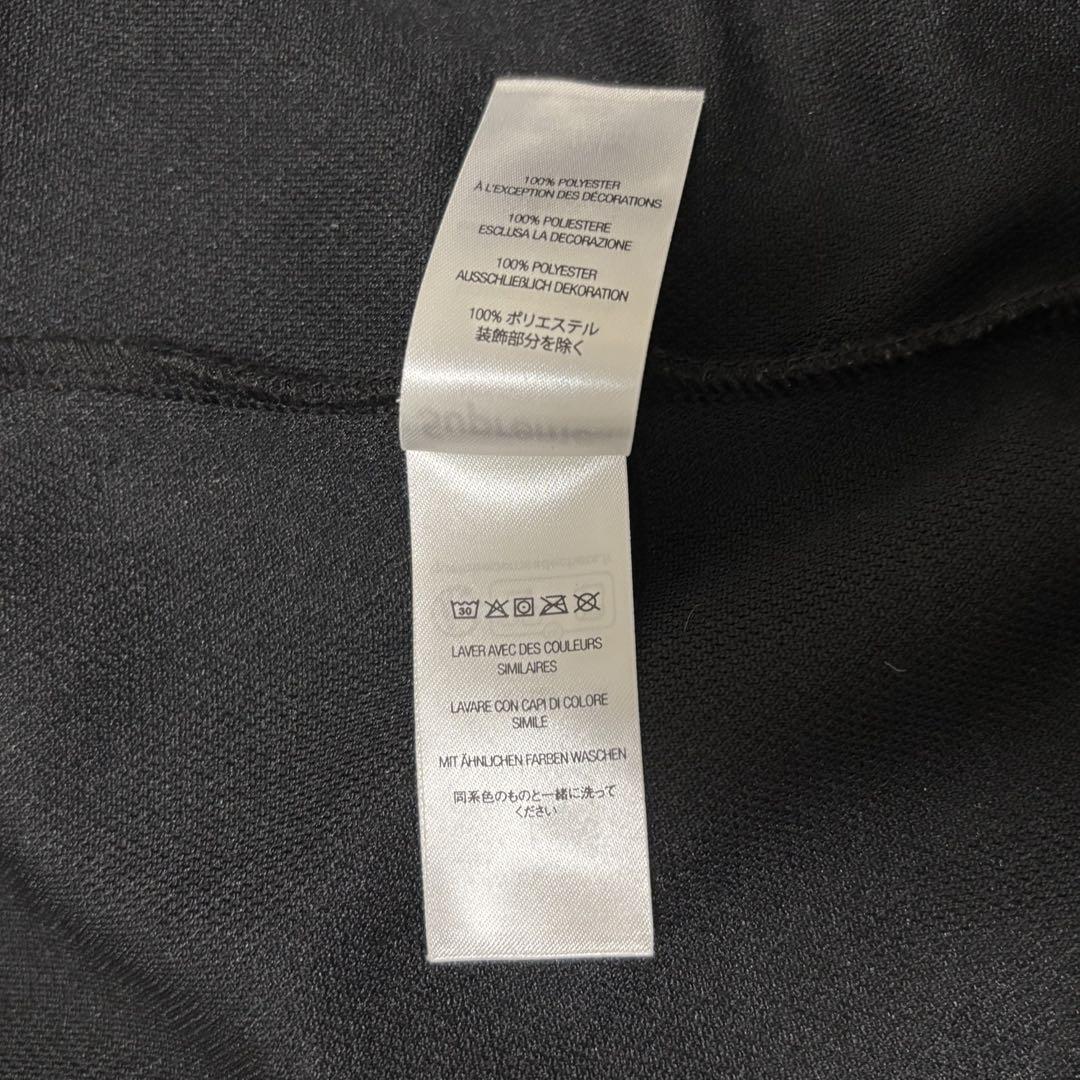 100% POLYESTER
À L'EXCEPTION DES DÉCORATIONS
100% POLIESTERE
ESCLUSA LA DECORAZIONE
100% POLYESTER
AUSSCHLIEßLICH DEKORATION
100% ポリエステル
装飾部分を除く
Supreme
30
LAVER AVEC DES COULEURS
SIMILAIRES
LAVARE CON CAPI DI COLORE
SIMILE
MIT ÄHNLICHEN FARBEN WASCHEN
同系色のものと一緒に洗って
ください